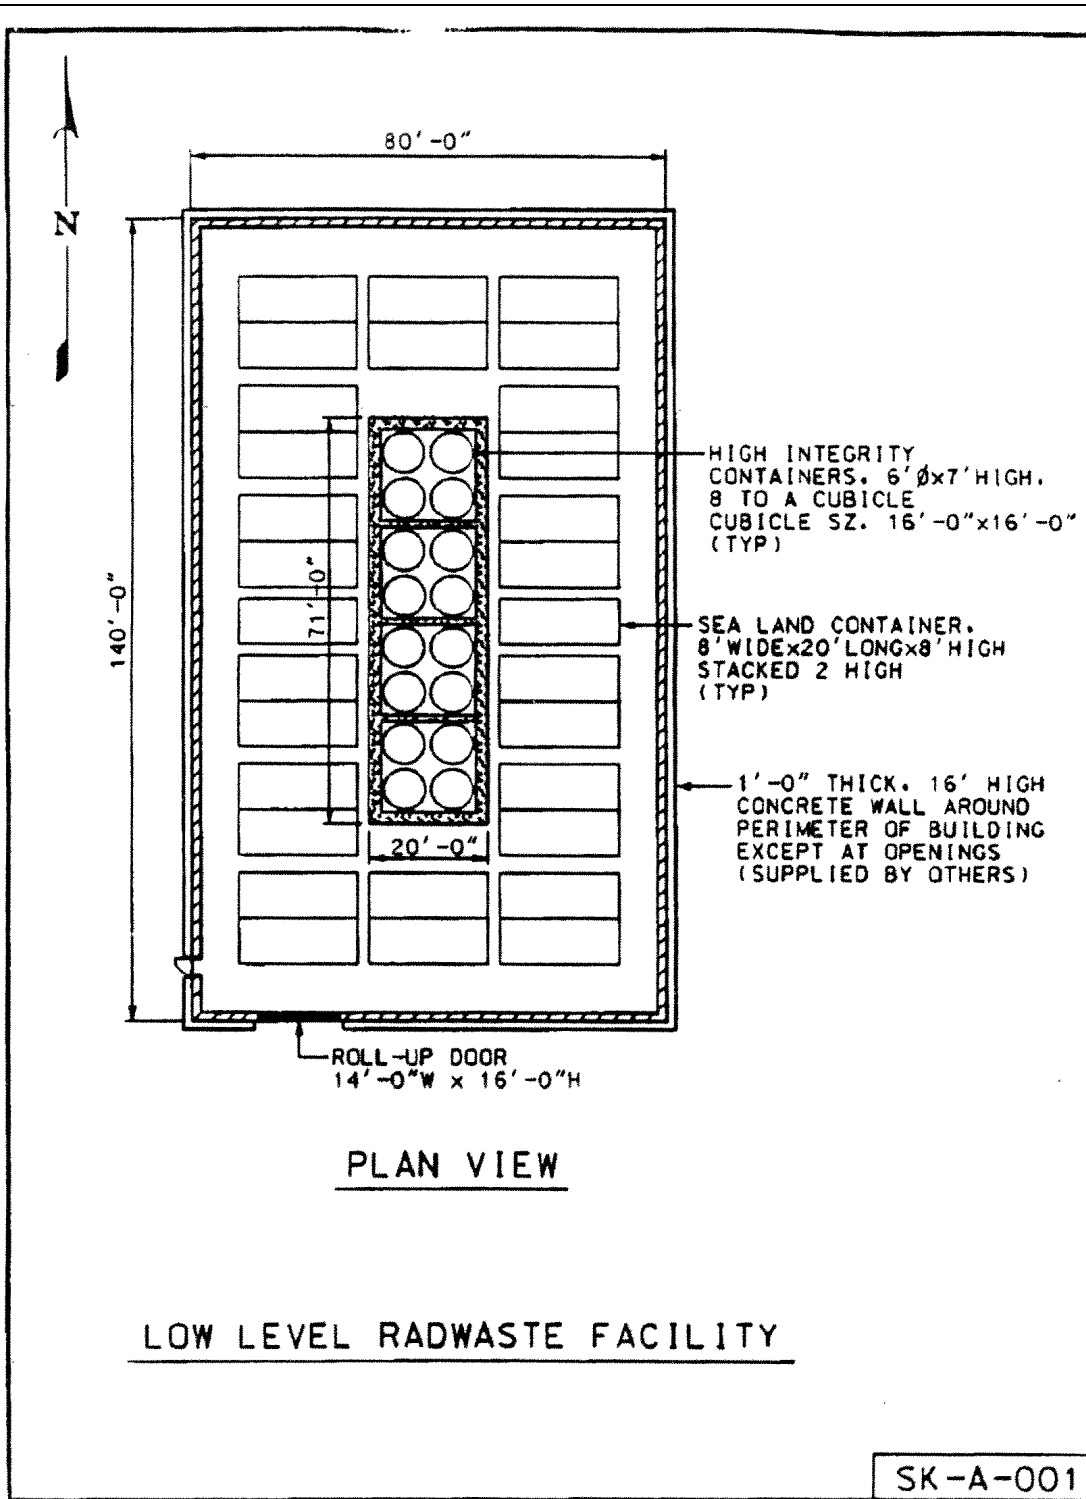 80'-0"
N
HIGH INTEGRITY
CONTAINERS. 6'Øx7'HIGH.
8 TO A CUBICLE
CUBICLE SZ. 16'-0"x16'-0"
(TYP)
140'-0"
71'-0"
SEA LAND CONTAINER.
8'WIDEx20'LONGx8'HIGH
STACKED 2 HIGH
(TYP)
1'-0" THICK. 16' HIGH
CONCRETE WALL AROUND
PERIMETER OF BUILDING
EXCEPT AT OPENINGS
(SUPPLIED BY OTHERS)
20'-0"
ROLL-UP DOOR
14'-0"W x 16'-0"H
PLAN VIEW
LOW LEVEL RADWASTE FACILITY
SK-A-001